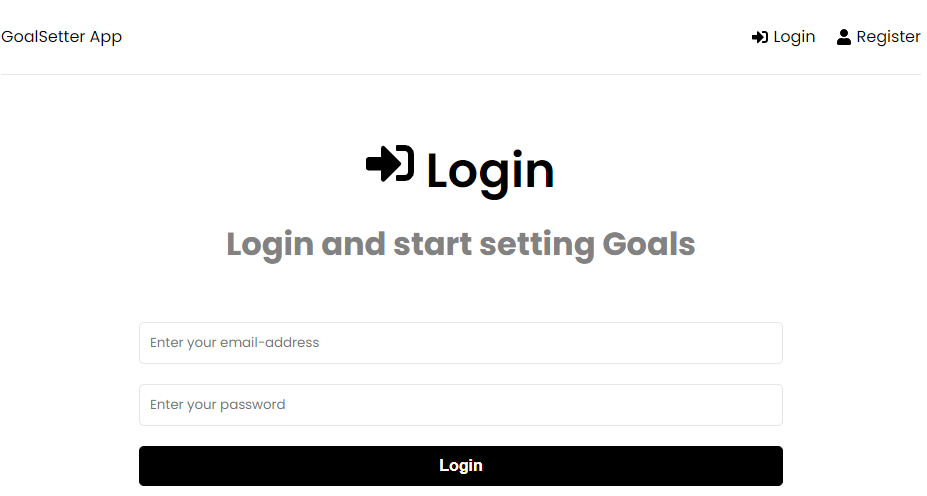 GoalSetter App
Login
Register
Login
Login and start setting Goals
Enter your email-address
Enter your password
Login